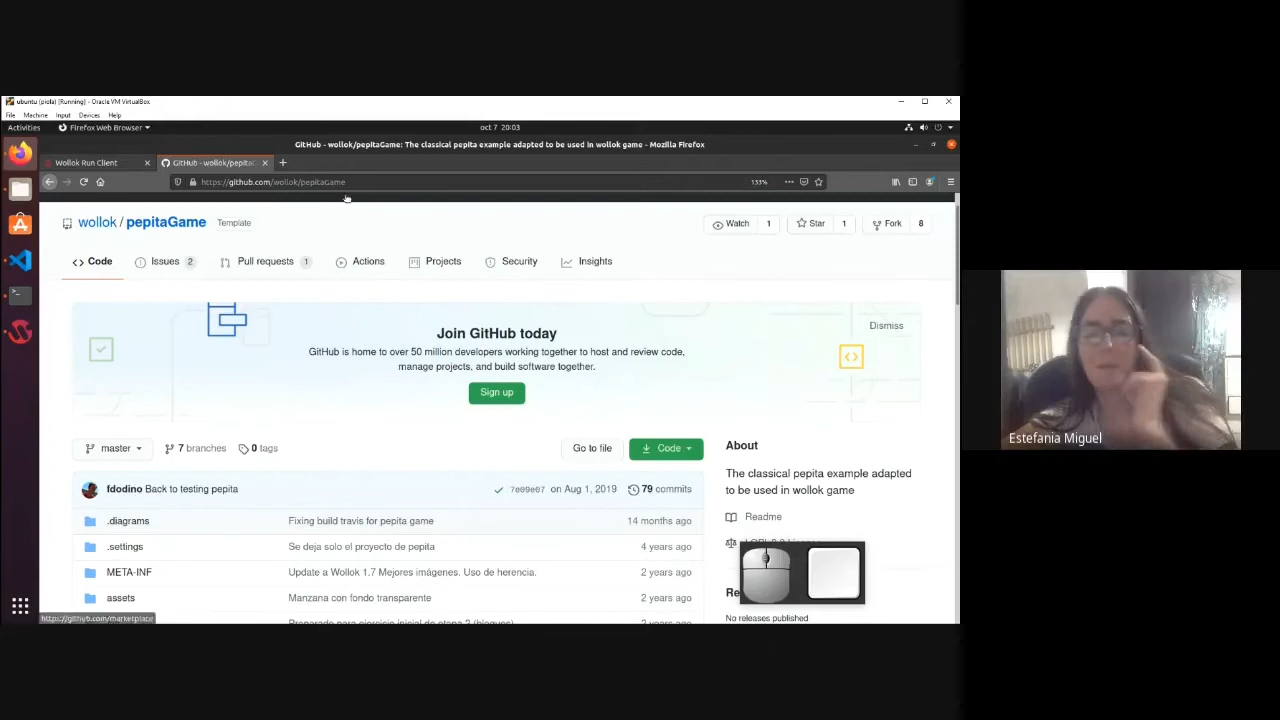 ubuntu (piola) [Running] - Oracle VM VirtualBox
File Machine Input Devices Help
Activities Firefox Web Browser oct 7 20:03
GitHub - wollok/pepitaGame: The classical pepita example adapted to be used in wollok game - Mozilla Firefox
Wollok Run Client GitHub - wollok/pepitaG
https://github.com/wollok/pepitaGame 133%
wollok / pepitaGame Template Watch 1 Star 1 Fork 8
Code Issues 2 Pull requests 1 Actions Projects Security Insights
Join GitHub today
Dismiss
GitHub is home to over 50 million developers working together to host and review code,
manage projects, and build software together.
Sign up
master 7 branches 0 tags Go to file Code
About
The classical pepita example adapted
to be used in wollok game
Readme
No releases published
fdodino Back to testing pepita 7e09e07 on Aug 1, 2019 79 commits
.diagrams Fixing build travis for pepita game 14 months ago
.settings Se deja solo el proyecto de pepita 4 years ago
META-INF Update a Wollok 1.7 Mejores imágenes. Uso de herencia. 2 years ago
assets Manzana con fondo transparente 2 years ago
https://github.com/marketplace
Estefania Miguel